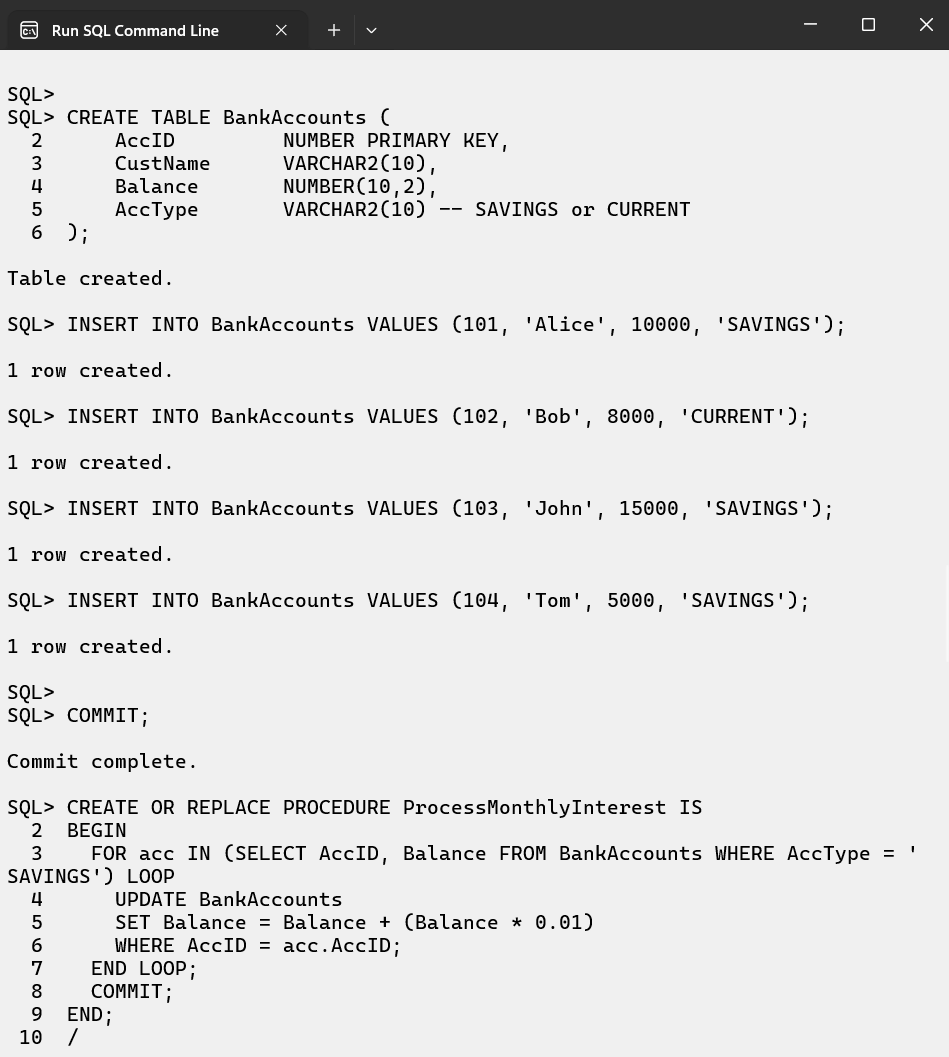 Run SQL Command Line
SQL>
SQL> CREATE TABLE BankAccounts (
  2      AccID         NUMBER PRIMARY KEY,
  3      CustName      VARCHAR2(10),
  4      Balance       NUMBER(10,2),
  5      AccType       VARCHAR2(10) -- SAVINGS or CURRENT
  6  );
Table created.
SQL> INSERT INTO BankAccounts VALUES (101, 'Alice', 10000, 'SAVINGS');
1 row created.
SQL> INSERT INTO BankAccounts VALUES (102, 'Bob', 8000, 'CURRENT');
1 row created.
SQL> INSERT INTO BankAccounts VALUES (103, 'John', 15000, 'SAVINGS');
1 row created.
SQL> INSERT INTO BankAccounts VALUES (104, 'Tom', 5000, 'SAVINGS');
1 row created.
SQL>
SQL> COMMIT;
Commit complete.
SQL> CREATE OR REPLACE PROCEDURE ProcessMonthlyInterest IS
  2  BEGIN
  3    FOR acc IN (SELECT AccID, Balance FROM BankAccounts WHERE AccType = '
SAVINGS') LOOP
  4      UPDATE BankAccounts
  5      SET Balance = Balance + (Balance * 0.01)
  6      WHERE AccID = acc.AccID;
  7    END LOOP;
  8    COMMIT;
  9  END;
 10  /